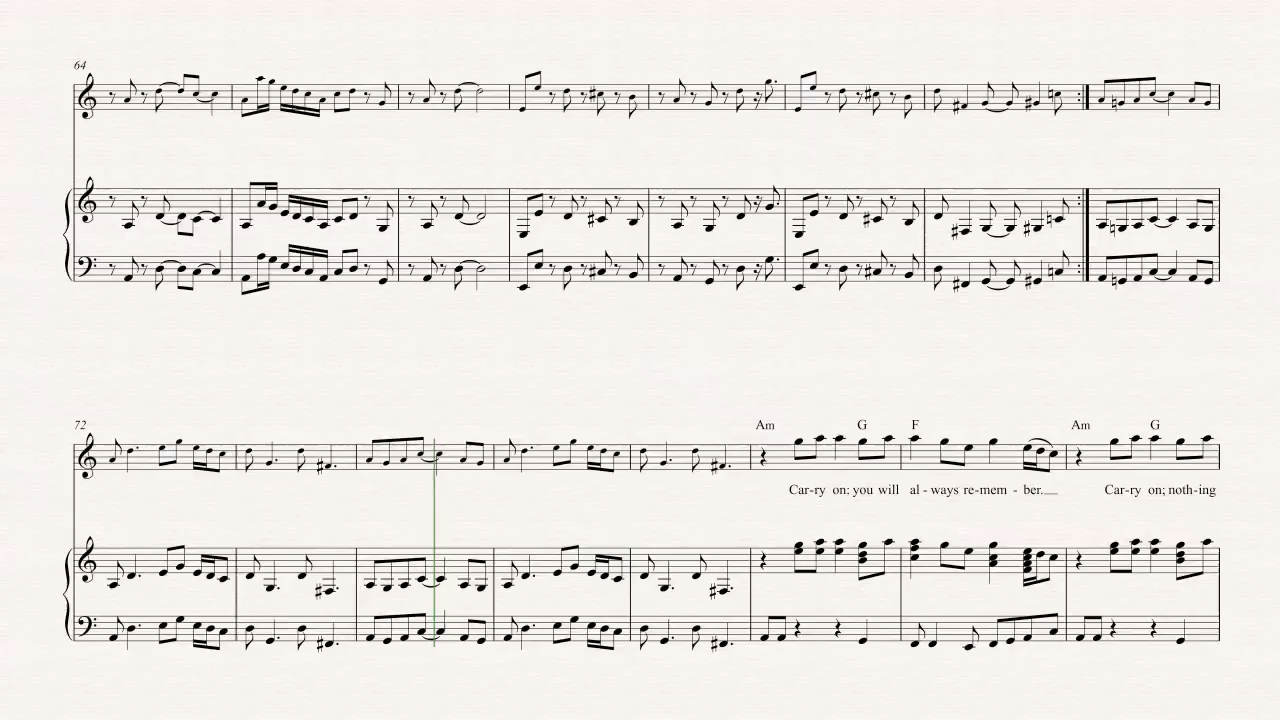 64
72
Am G F Am G
Car-ry on: you will al - ways re-mem - ber.__ Car-ry on; noth-ing